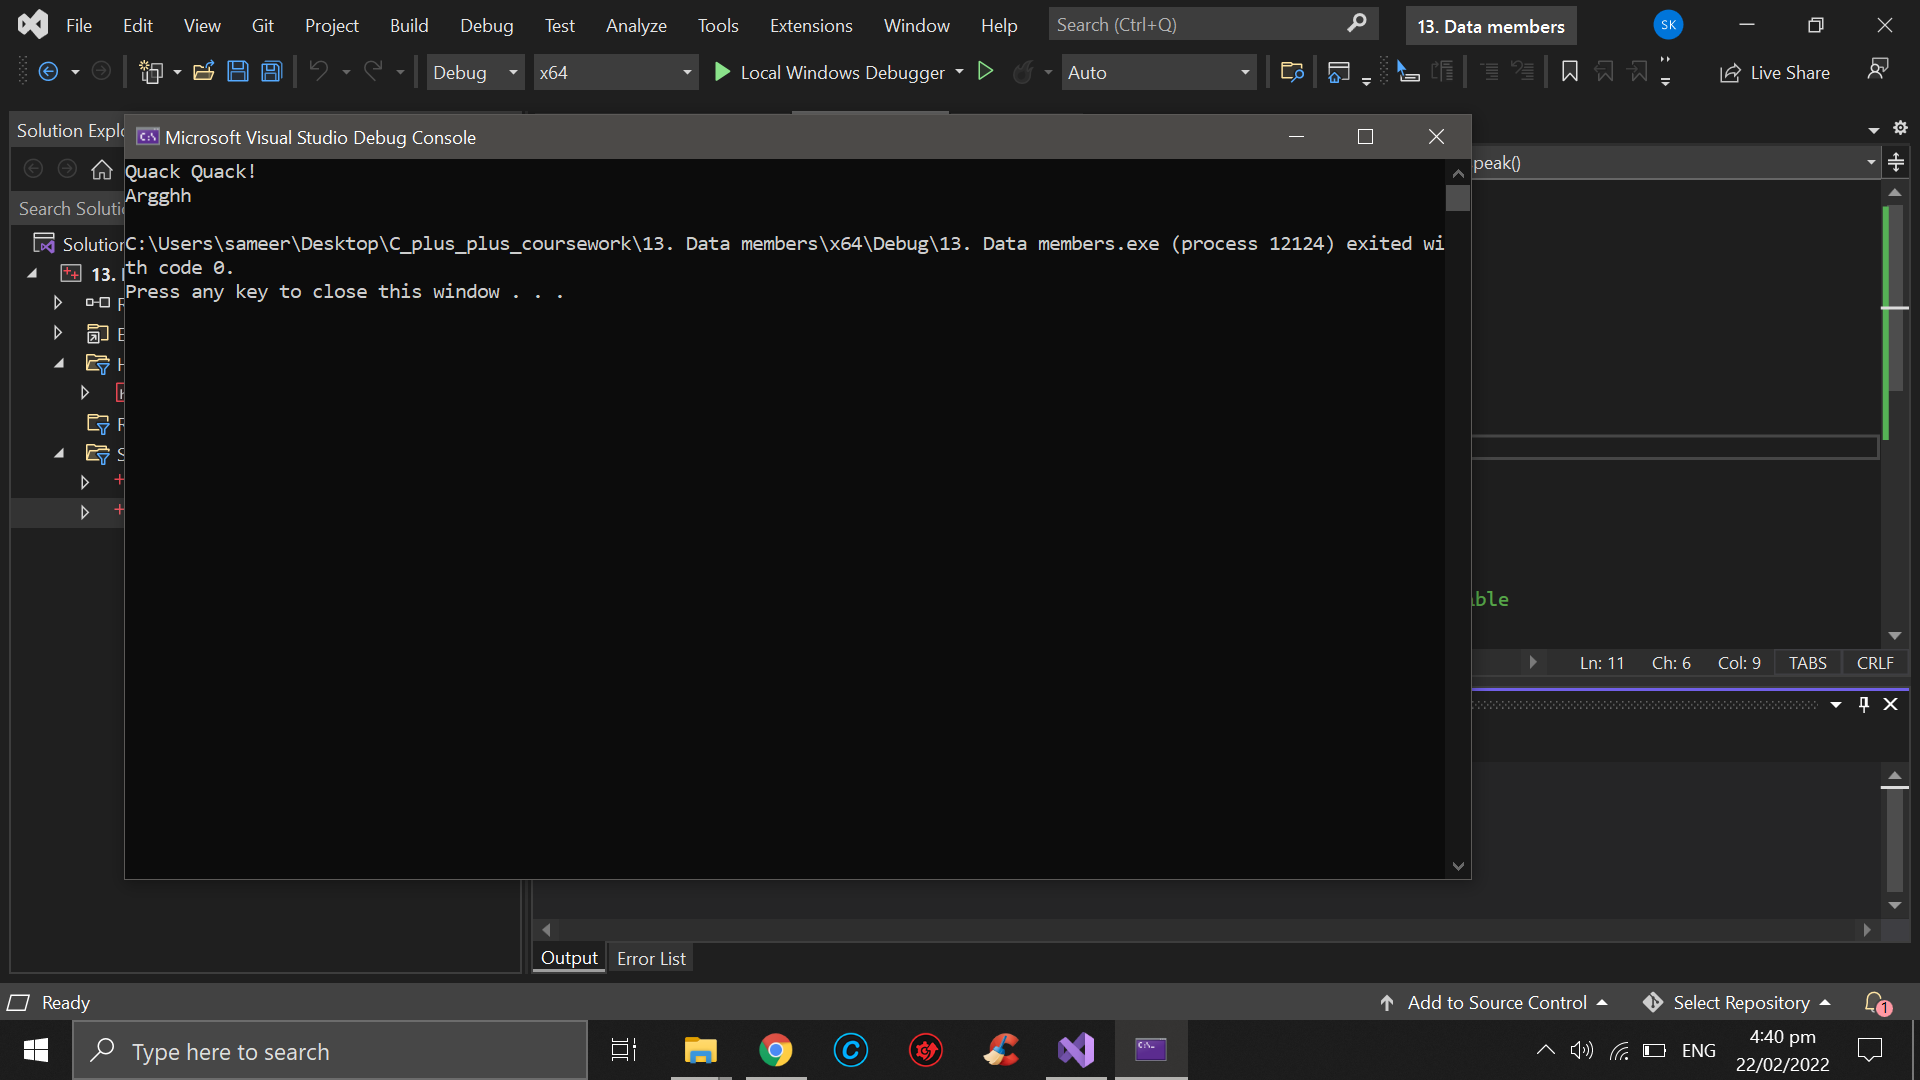 File Edit View Git Project Build Debug Test Analyze Tools Extensions Window Help Search (Ctrl+Q) 13. Data members SK
Debug x64 Local Windows Debugger Auto Live Share
Solution Explo
Microsoft Visual Studio Debug Console
peak()
Quack Quack!
Argghh
Search Solutio
C:\Users\sameer\Desktop\C_plus_plus_coursework\13. Data members\x64\Debug\13. Data members.exe (process 12124) exited wi
th code 0.
Press any key to close this window . . .
Solution
13.
able
Ln: 11 Ch: 6 Col: 9 TABS CRLF
Output Error List
Ready Add to Source Control Select Repository 1
Type here to search ENG 4:40 pm
22/02/2022